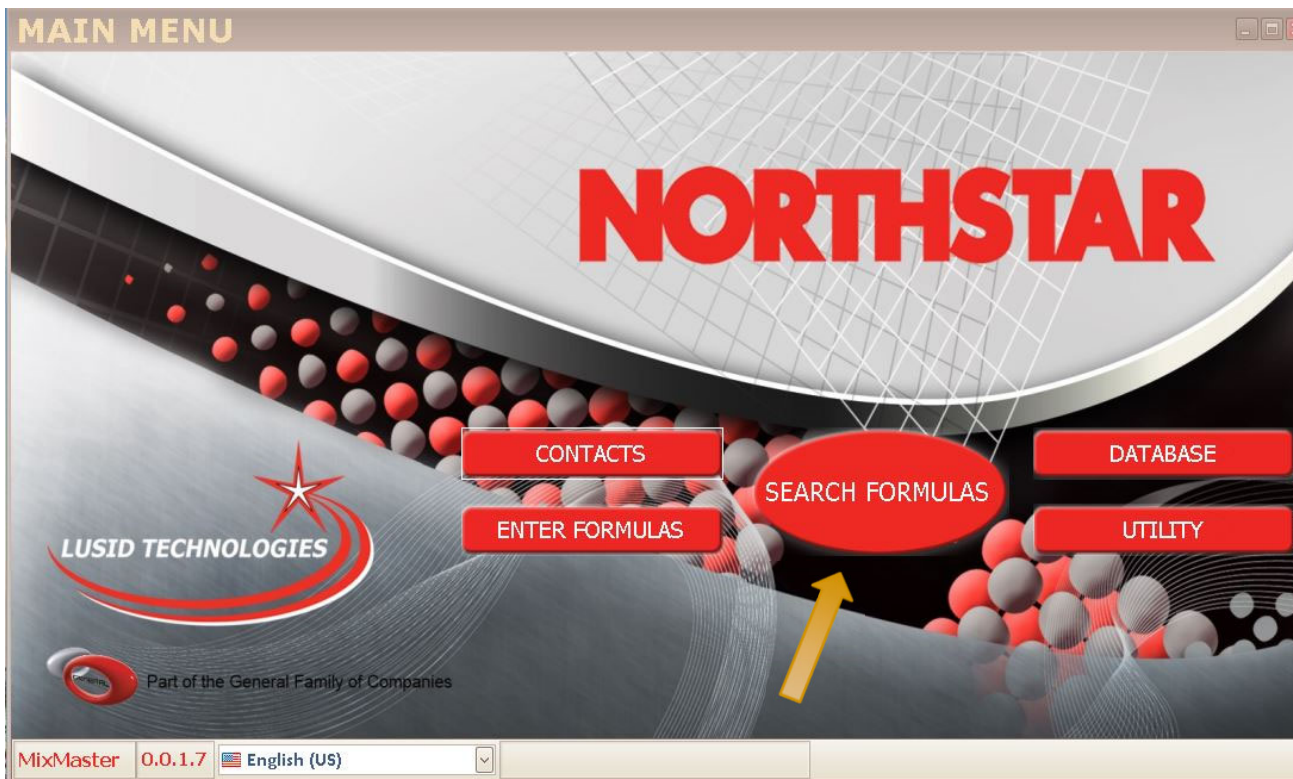 MAIN MENU
NORTHSTAR
CONTACTS
SEARCH FORMULAS
DATABASE
ENTER FORMULAS
UTILITY
LUSID TECHNOLOGIES
GENERAL
Part of the General Family of Companies
MixMaster 0.0.1.7 English (US)